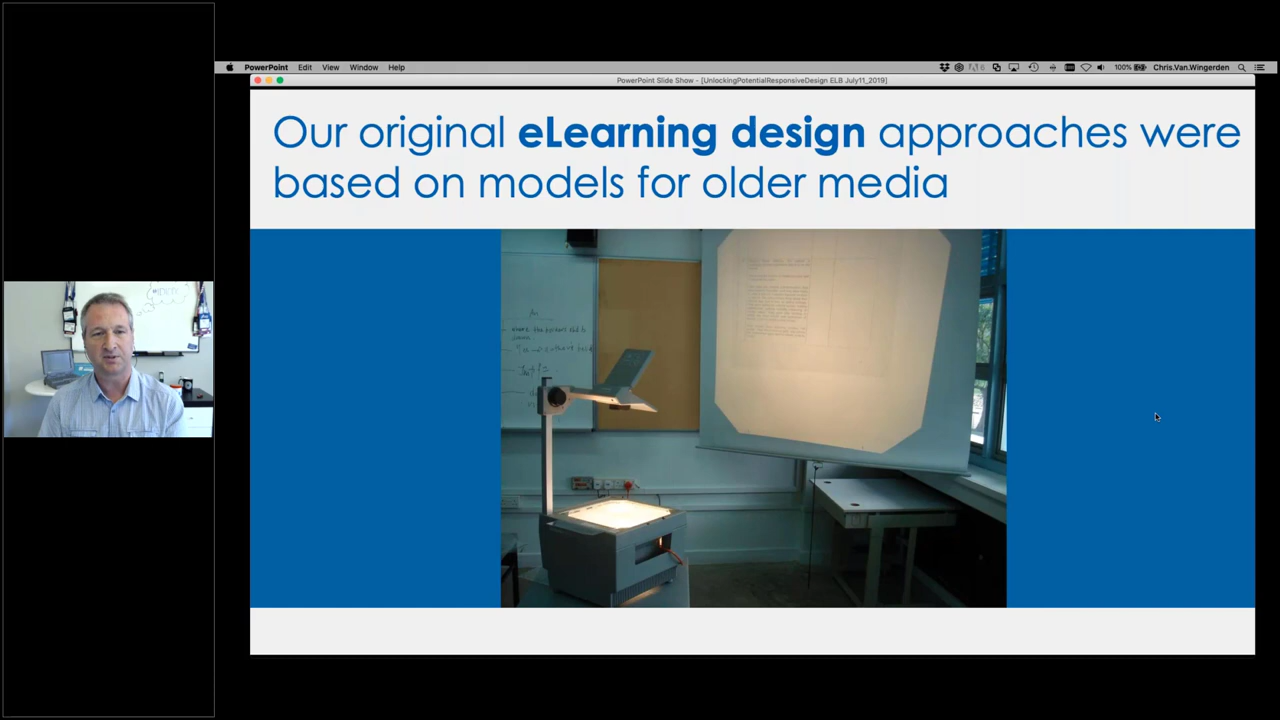 PowerPoint Edit View Window Help
100% Chris.Van.Wingerden
PowerPoint Slide Show - [UnlockingPotentialResponsiveDesign ELB July11_2019]
Our original eLearning design approaches were
based on models for older media